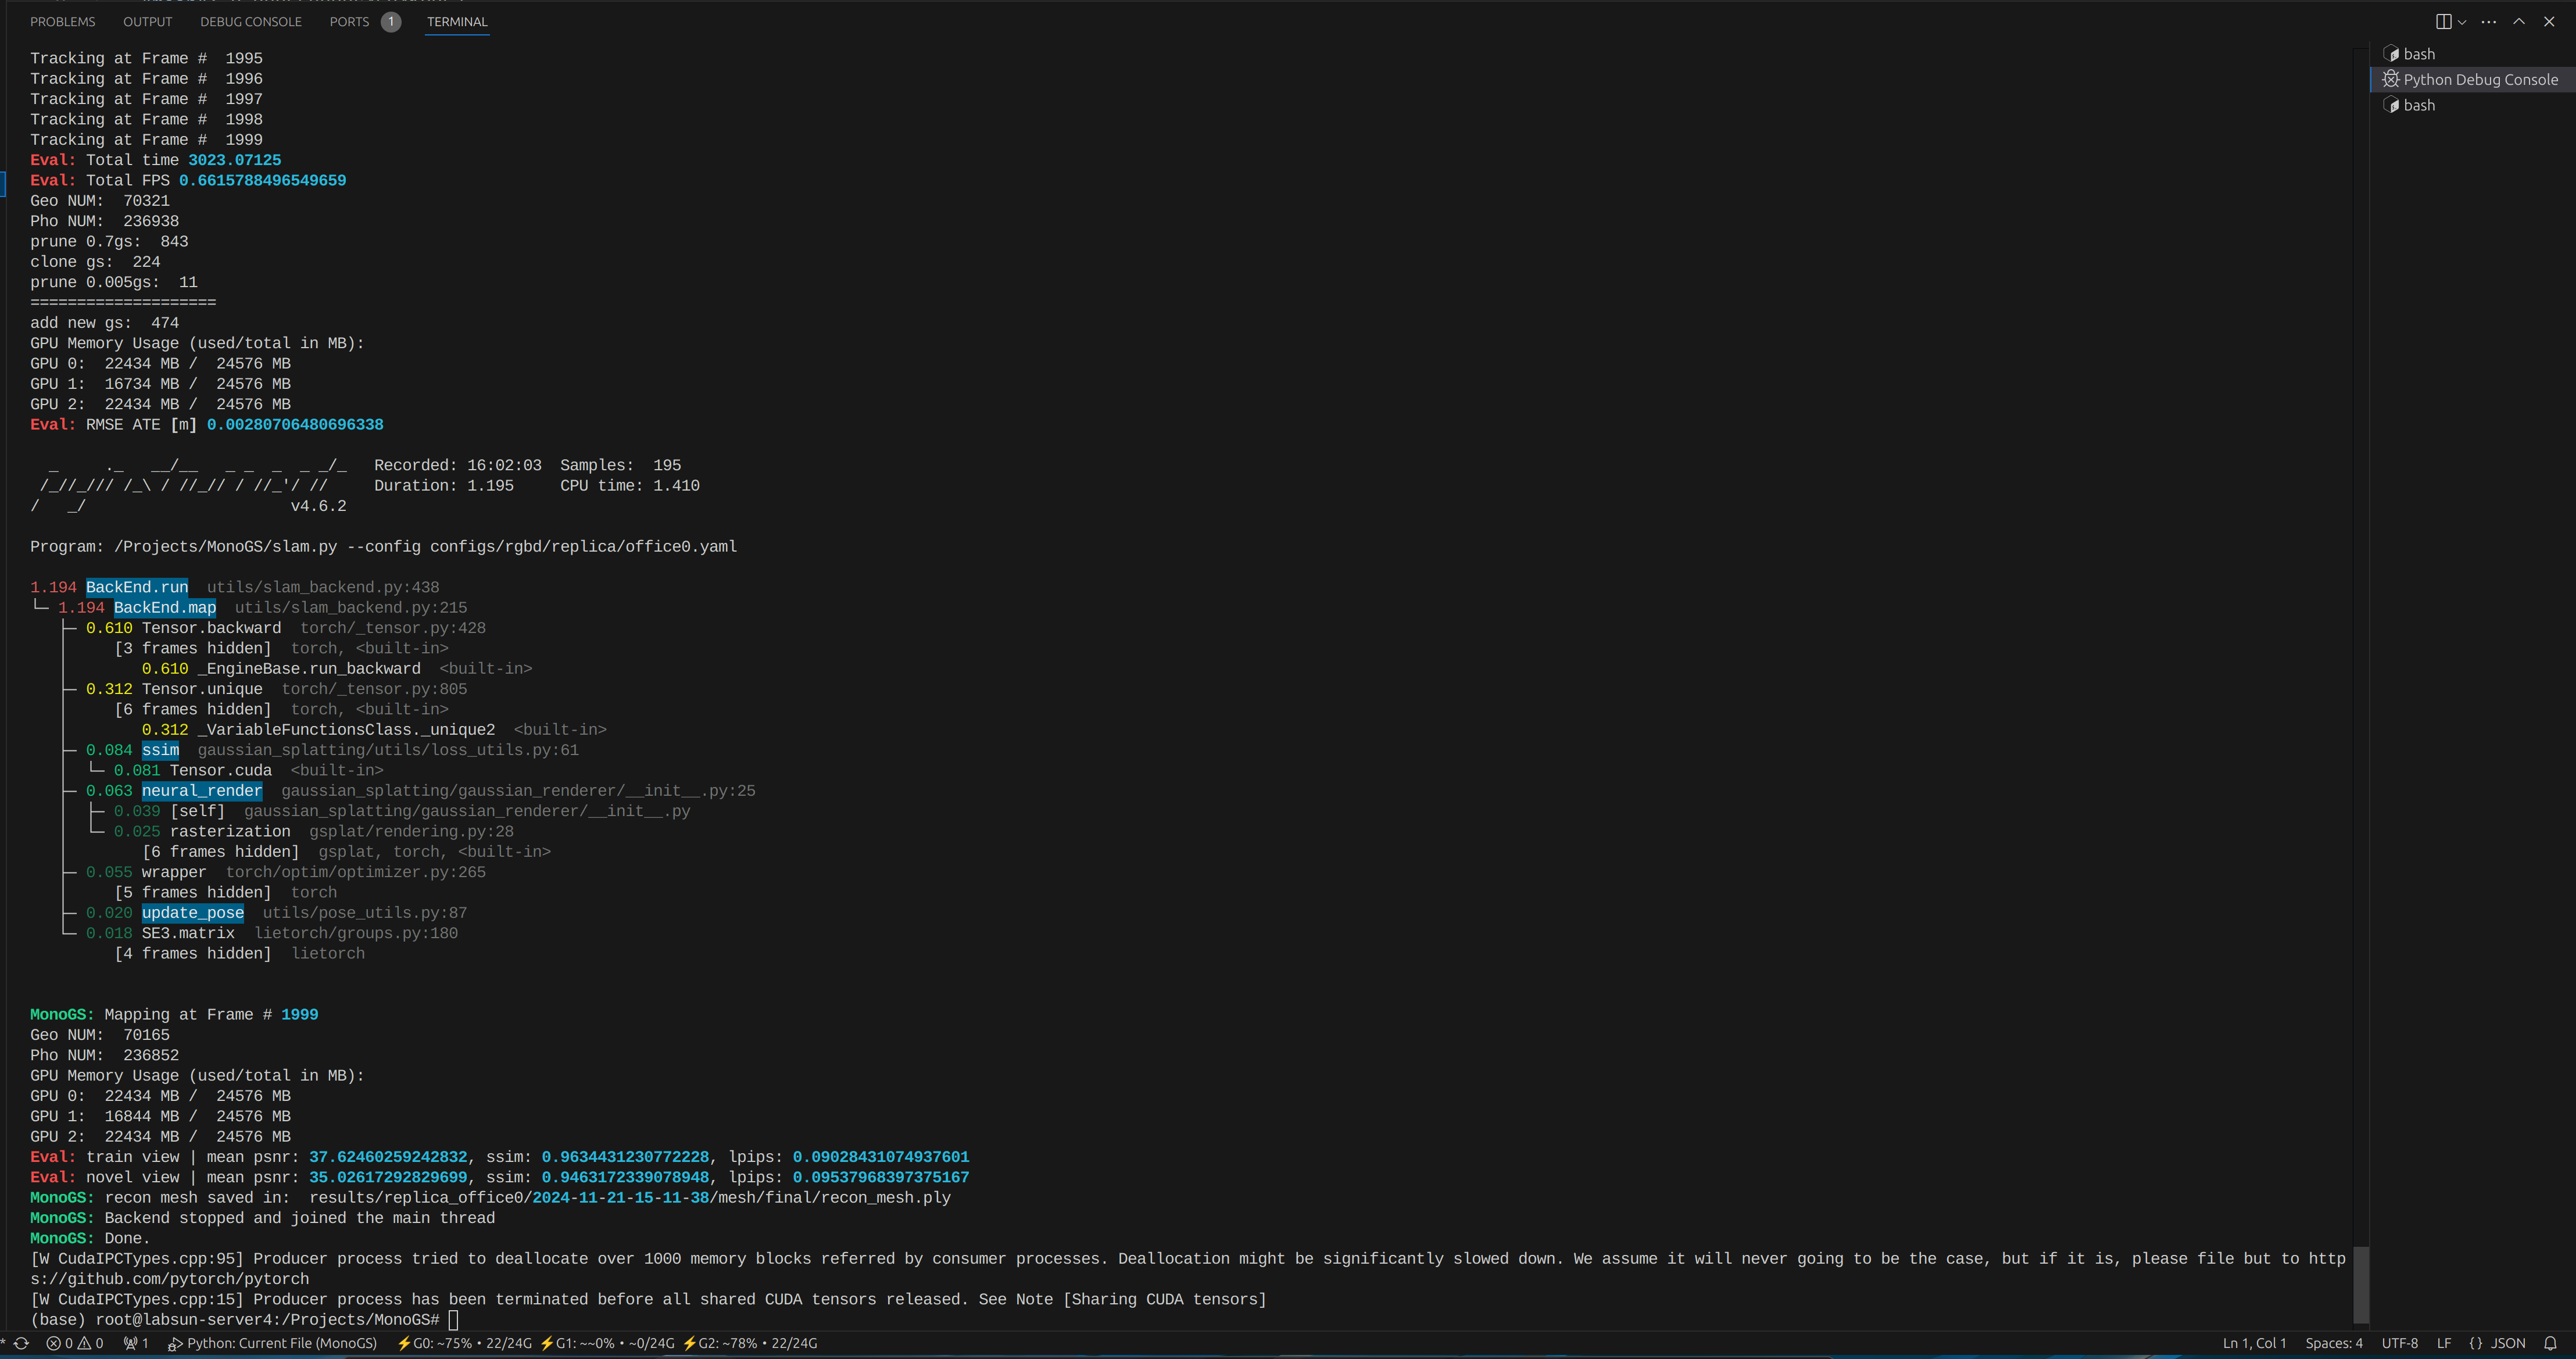 PROBLEMS OUTPUT DEBUG CONSOLE PORTS 1 TERMINAL
bash
Python Debug Console
bash
Tracking at Frame #  1995
Tracking at Frame #  1996
Tracking at Frame #  1997
Tracking at Frame #  1998
Tracking at Frame #  1999
Eval: Total time 3023.07125
Eval: Total FPS 0.6615788496549659
Geo NUM:  70321
Pho NUM:  236938
prune 0.7gs:  843
clone gs:  224
prune 0.005gs:  11
====================
add new gs:  474
GPU Memory Usage (used/total in MB):
GPU 0:  22434 MB /  24576 MB
GPU 1:  16734 MB /  24576 MB
GPU 2:  22434 MB /  24576 MB
Eval: RMSE ATE [m] 0.00280706480696338
  _     ._   __/__   _ _  _  _ _/_   Recorded: 16:02:03  Samples:  195
 /_//_/// /_\ / //_// / //_'/ //     Duration: 1.195     CPU time: 1.410
/   _/                      v4.6.2
Program: /Projects/MonoGS/slam.py --config configs/rgbd/replica/office0.yaml
1.194 BackEnd.run  utils/slam_backend.py:438
└─ 1.194 BackEnd.map  utils/slam_backend.py:215
   ├─ 0.610 Tensor.backward  torch/_tensor.py:428
   │     [3 frames hidden]  torch, <built-in>
   │        0.610 _EngineBase.run_backward  <built-in>
   ├─ 0.312 Tensor.unique  torch/_tensor.py:805
   │     [6 frames hidden]  torch, <built-in>
   │        0.312 _VariableFunctionsClass._unique2  <built-in>
   ├─ 0.084 ssim  gaussian_splatting/utils/loss_utils.py:61
   │  └─ 0.081 Tensor.cuda  <built-in>
   ├─ 0.063 neural_render  gaussian_splatting/gaussian_renderer/__init__.py:25
   │  ├─ 0.039 [self]  gaussian_splatting/gaussian_renderer/__init__.py
   │  └─ 0.025 rasterization  gsplat/rendering.py:28
   │        [6 frames hidden]  gsplat, torch, <built-in>
   ├─ 0.055 wrapper  torch/optim/optimizer.py:265
   │     [5 frames hidden]  torch
   ├─ 0.020 update_pose  utils/pose_utils.py:87
   └─ 0.018 SE3.matrix  lietorch/groups.py:180
         [4 frames hidden]  lietorch
MonoGS: Mapping at Frame # 1999
Geo NUM:  70165
Pho NUM:  236852
GPU Memory Usage (used/total in MB):
GPU 0:  22434 MB /  24576 MB
GPU 1:  16844 MB /  24576 MB
GPU 2:  22434 MB /  24576 MB
Eval: train view | mean psnr: 37.62460259242832, ssim: 0.9634431230772228, lpips: 0.09028431074937601
Eval: novel view | mean psnr: 35.02617292829699, ssim: 0.9463172339078948, lpips: 0.09537968397375167
MonoGS: recon mesh saved in:  results/replica_office0/2024-11-21-15-11-38/mesh/final/recon_mesh.ply
MonoGS: Backend stopped and joined the main thread
MonoGS: Done.
[W CudaIPCTypes.cpp:95] Producer process tried to deallocate over 1000 memory blocks referred by consumer processes. Deallocation might be significantly slowed down. We assume it will never going to be the case, but if it is, please file but to http
s://github.com/pytorch/pytorch
[W CudaIPCTypes.cpp:15] Producer process has been terminated before all shared CUDA tensors released. See Note [Sharing CUDA tensors]
(base) root@labsun-server4:/Projects/MonoGS#
0 0 1 Python: Current File (MonoGS) ⚡G0: ~75% • 22/24G ⚡G1: ~~0% • ~0/24G ⚡G2: ~78% • 22/24G Ln 1, Col 1 Spaces: 4 UTF-8 LF {} JSON